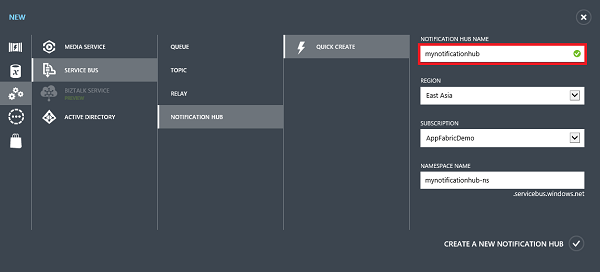 NEW
MEDIA SERVICE
SERVICE BUS
BIZTALK SERVICE
PREVIEW
ACTIVE DIRECTORY
QUEUE
TOPIC
RELAY
NOTIFICATION HUB
QUICK CREATE
NOTIFICATION HUB NAME
mynotificationhub
REGION
East Asia
SUBSCRIPTION
AppFabricDemo
NAMESPACE NAME
mynotificationhub-ns
.servicebus.windows.net
CREATE A NEW NOTIFICATION HUB